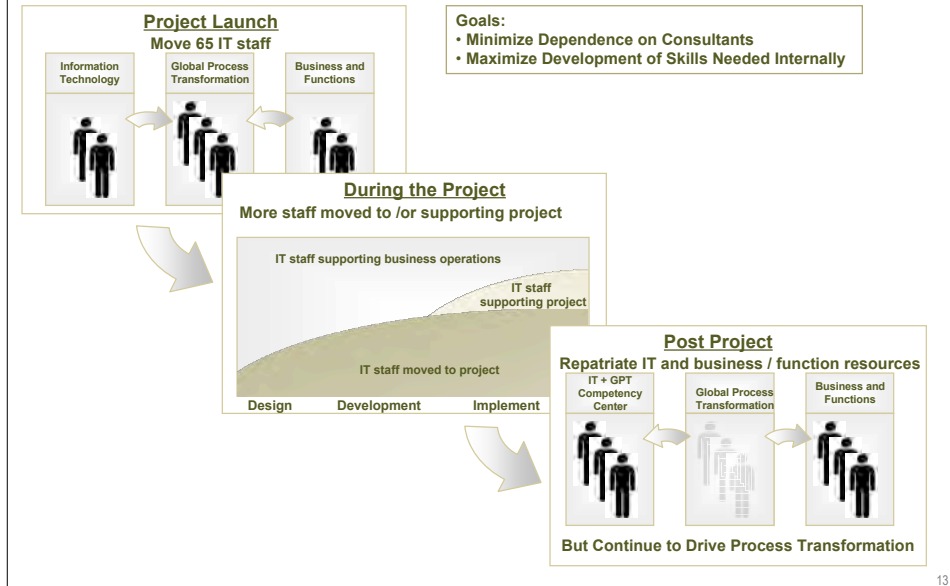 Project Launch
Move 65 IT staff
Information
Technology
Global Process
Transformation
Business and
Functions
Goals:
• Minimize Dependence on Consultants
• Maximize Development of Skills Needed Internally
During the Project
More staff moved to /or supporting project
IT staff supporting business operations
IT staff
supporting project
IT staff moved to project
Design Development Implement
Post Project
Repatriate IT and business / function resources
IT + GPT
Competency
Center
Global Process
Transformation
Business and
Functions
But Continue to Drive Process Transformation
13